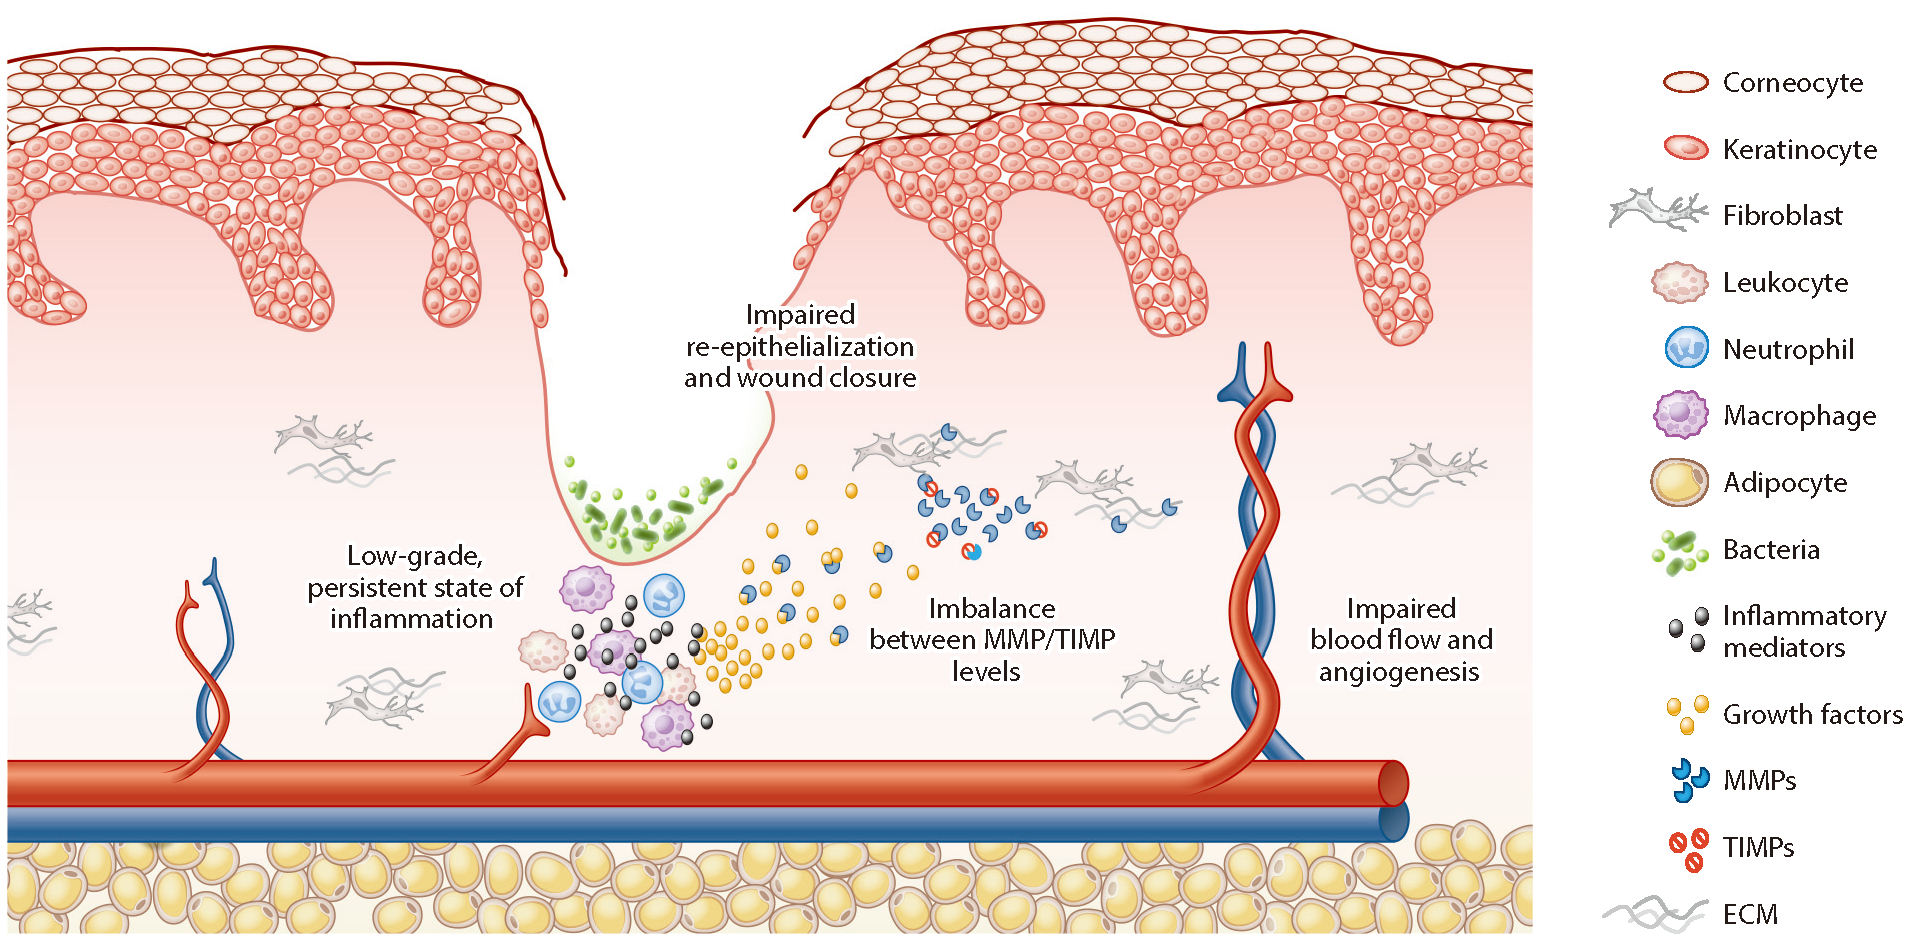 Impaired
re-epithelialization
and wound closure
Low-grade,
persistent state of
inflammation
Imbalance
between MMP/TIMP
levels
Impaired
blood flow and
angiogenesis
Corneocyte
Keratinocyte
Fibroblast
Leukocyte
Neutrophil
Macrophage
Adipocyte
Bacteria
Inflammatory
mediators
Growth factors
MMPs
TIMPs
ECM